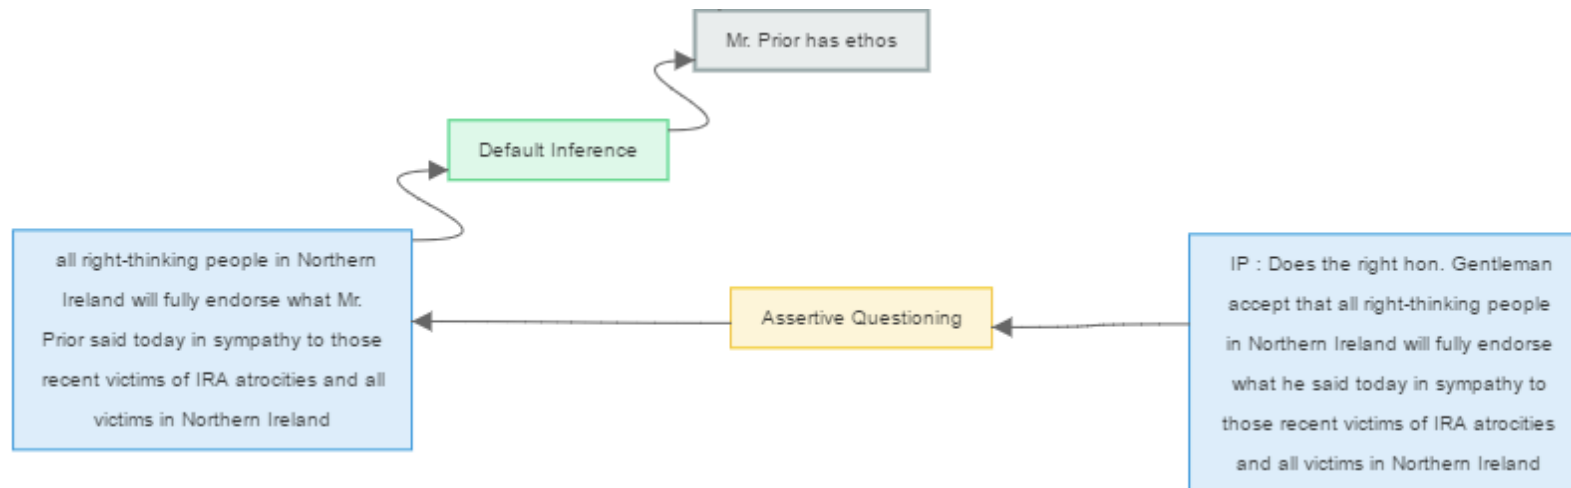 Mr. Prior has ethos
Default Inference
all right-thinking people in Northern
Ireland will fully endorse what Mr.
Prior said today in sympathy to those
recent victims of IRA atrocities and all
victims in Northern Ireland
Assertive Questioning
IP : Does the right hon. Gentleman
accept that all right-thinking people
in Northern Ireland will fully endorse
what he said today in sympathy to
those recent victims of IRA atrocities
and all victims in Northern Ireland